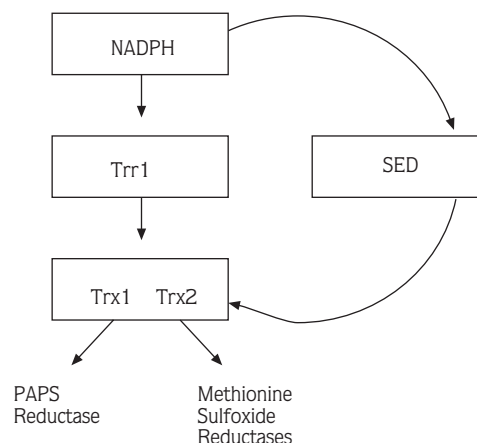 NADPH
Trr1
SED
Trx1 Trx2
PAPS
Reductase
Methionine
Sulfoxide
Reductases